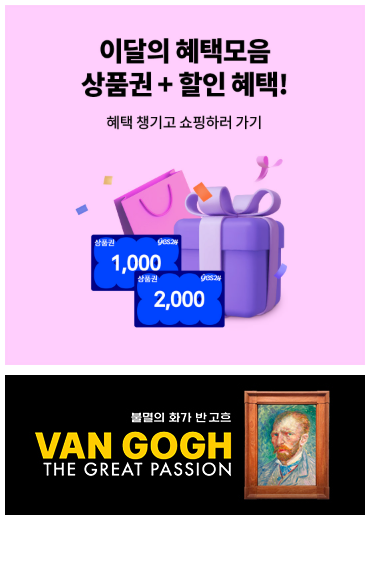 이달의 혜택모음
상품권 + 할인 혜택!
혜택 챙기고 쇼핑하러 가기
상품권 yes24
1,000
상품권 yes24
2,000
불멸의 화가 반 고흐
VAN GOGH
THE GREAT PASSION